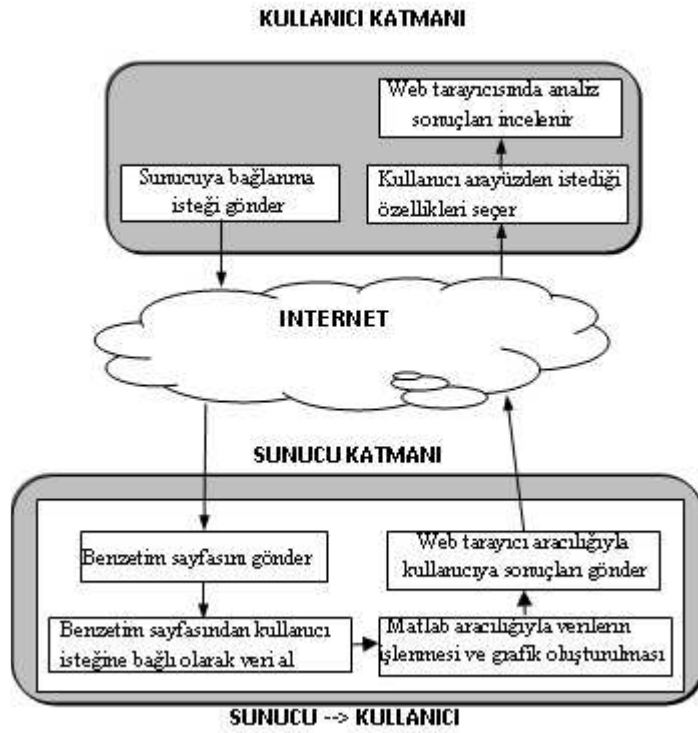 KULLANICI KATMANI
Web tarayıcısında analiz
sonuçları incelenir
Sunucuya bağlanma
isteği gönder
Kullanıcı arayüzden istediği
özellikleri seçer
INTERNET
SUNUCU KATMANI
Benzetim sayfasını gönder
Web tarayıcı aracılığıyla
kullanıcıya sonuçları gönder
Benzetim sayfasından kullanıcı
isteğine bağlı olarak veri al
Matlab aracılığıyla verilerin
işlenmesi ve grafik oluşturulması
SUNUCU --> KULLANICI